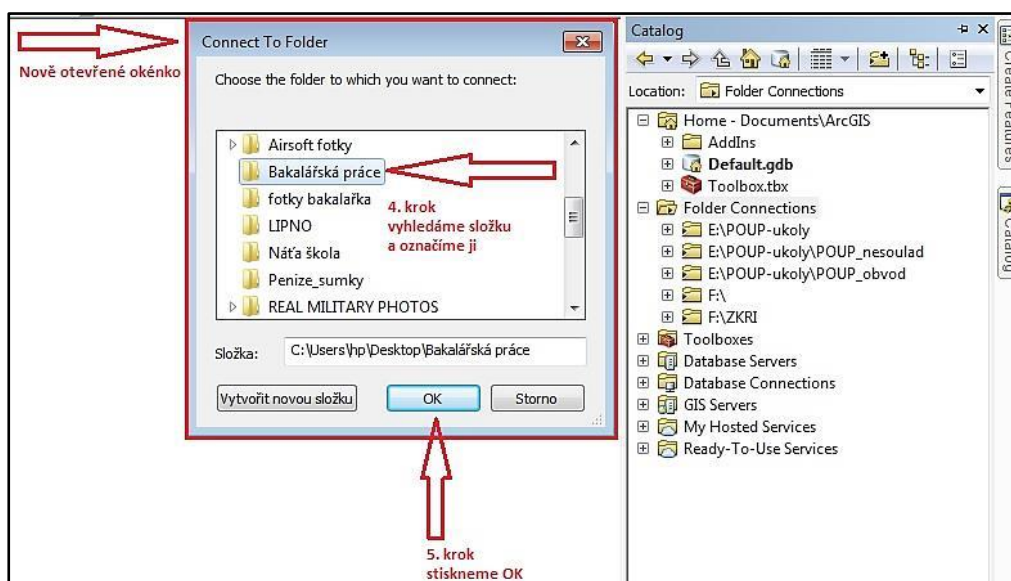 Nově otevřené okénko
Connect To Folder
Choose the folder to which you want to connect:
Airsoft fotky
Bakalářská práce
fotky bakalařka
LIPNO
Náťa škola
Penize_sumky
REAL MILITARY PHOTOS
4. krok
vyhledáme složku
a označíme ji
Složka:
C:\Users\hp\Desktop\Bakalářská práce
Vytvořit novou složku
OK
Storno
5. krok
stiskneme OK
Catalog
Location:
Folder Connections
Home - Documents\ArcGIS
AddIns
Default.gdb
Toolbox.tbx
Folder Connections
E:\POUP-ukoly
E:\POUP-ukoly\POUP_nesoulad
E:\POUP-ukoly\POUP_obvod
F:\
F:\ZKRI
Toolboxes
Database Servers
Database Connections
GIS Servers
My Hosted Services
Ready-To-Use Services
Create Features
Catalog